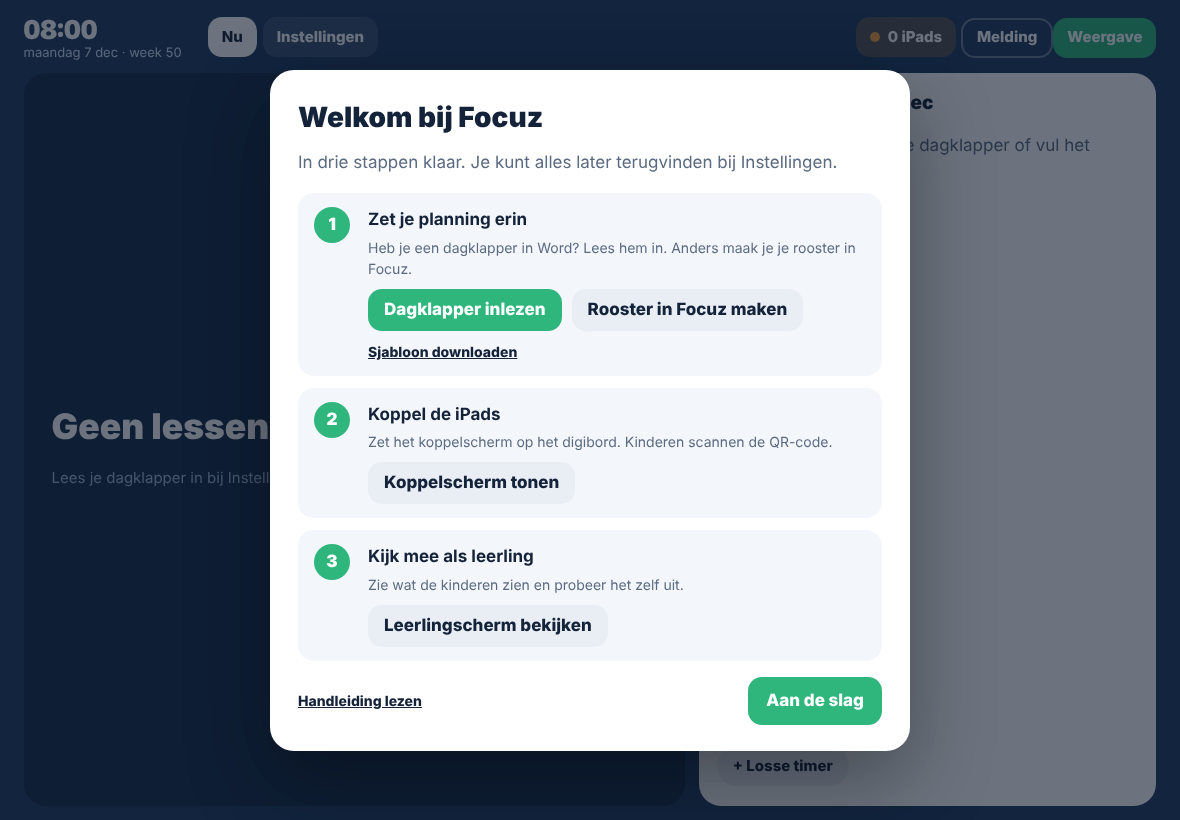 08:00
maandag 7 dec · week 50
Nu
Instellingen
0 iPads
Melding
Weergave
Welkom bij Focuz
In drie stappen klaar. Je kunt alles later terugvinden bij Instellingen.
1
Zet je planning erin
Heb je een dagklapper in Word? Lees hem in. Anders maak je je rooster in
Focuz.
Dagklapper inlezen
Rooster in Focuz maken
Sjabloon downloaden
2
Koppel de iPads
Zet het koppelscherm op het digibord. Kinderen scannen de QR-code.
Koppelscherm tonen
3
Kijk mee als leerling
Zie wat de kinderen zien en probeer het zelf uit.
Leerlingscherm bekijken
Handleiding lezen
Aan de slag
Geen lessen
Lees je dagklapper in bij Instell
ec
dagklapper of vul het
+ Losse timer